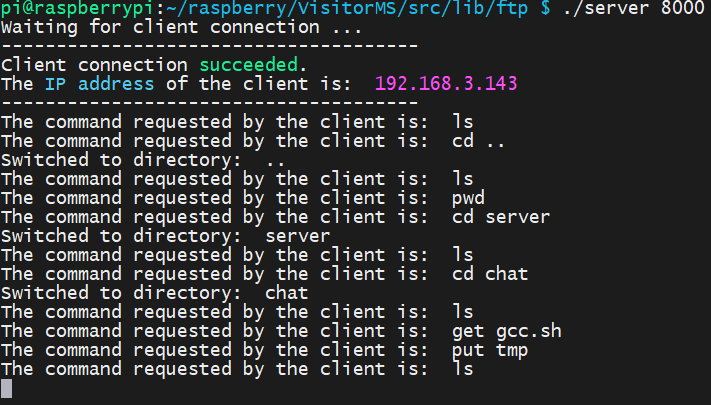 pi@raspberrypi:~/raspberry/VisitorMS/src/lib/ftp $ ./server 8000
Waiting for client connection ...
---------------------------------------
Client connection succeeded.
The IP address of the client is:  192.168.3.143
---------------------------------------
The command requested by the client is:  ls
The command requested by the client is:  cd ..
Switched to directory:  ..
The command requested by the client is:  ls
The command requested by the client is:  pwd
The command requested by the client is:  cd server
Switched to directory:  server
The command requested by the client is:  ls
The command requested by the client is:  cd chat
Switched to directory:  chat
The command requested by the client is:  ls
The command requested by the client is:  get gcc.sh
The command requested by the client is:  put tmp
The command requested by the client is:  ls